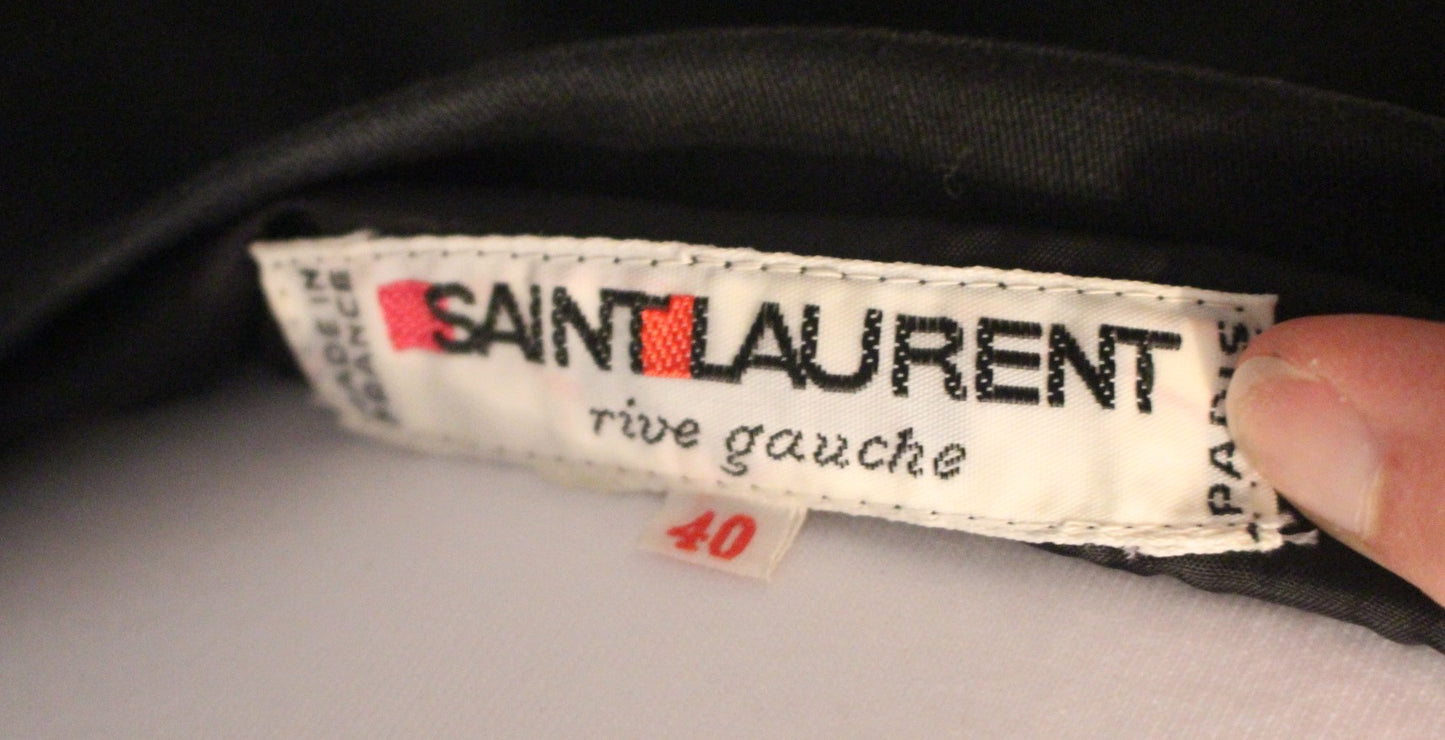 MADE IN
FRANCE
SAINT LAURENT
rive gauche
.PARIS.
40